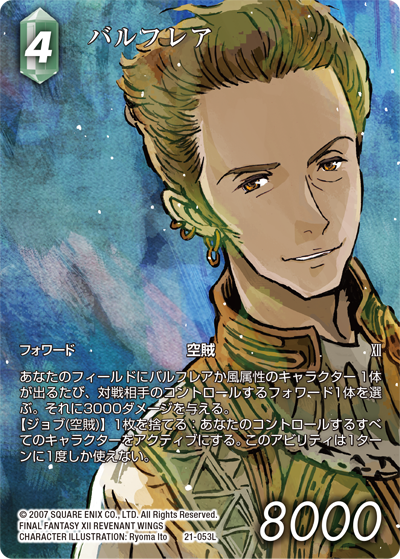 4
バルフレア
フォワード 空賊 XII
あなたのフィールドにバルフレアか風属性のキャラクター1体
が出るたび、対戦相手のコントロールするフォワード1体を選
ぶ。それに3000ダメージを与える。
【ジョブ(空賊)】1枚を捨てる：あなたのコントロールするすべ
てのキャラクターをアクティブにする。このアビリティは1ター
ンに1度しか使えない。
© 2007 SQUARE ENIX CO., LTD. All Rights Reserved.
FINAL FANTASY XII REVENANT WINGS
CHARACTER ILLUSTRATION: Ryoma Ito 21-053L
8000